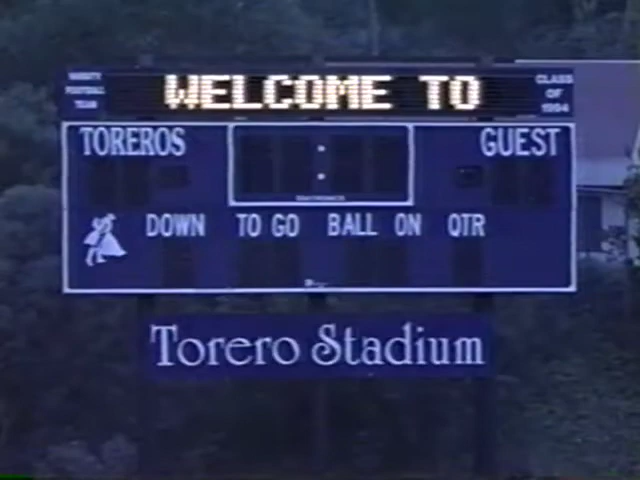 VARSITY
FOOTBALL
TEAM
WELCOME TO
CLASS
OF
1994
TOREROS
:
GUEST
DOWN TO GO BALL ON QTR
Torero Stadium